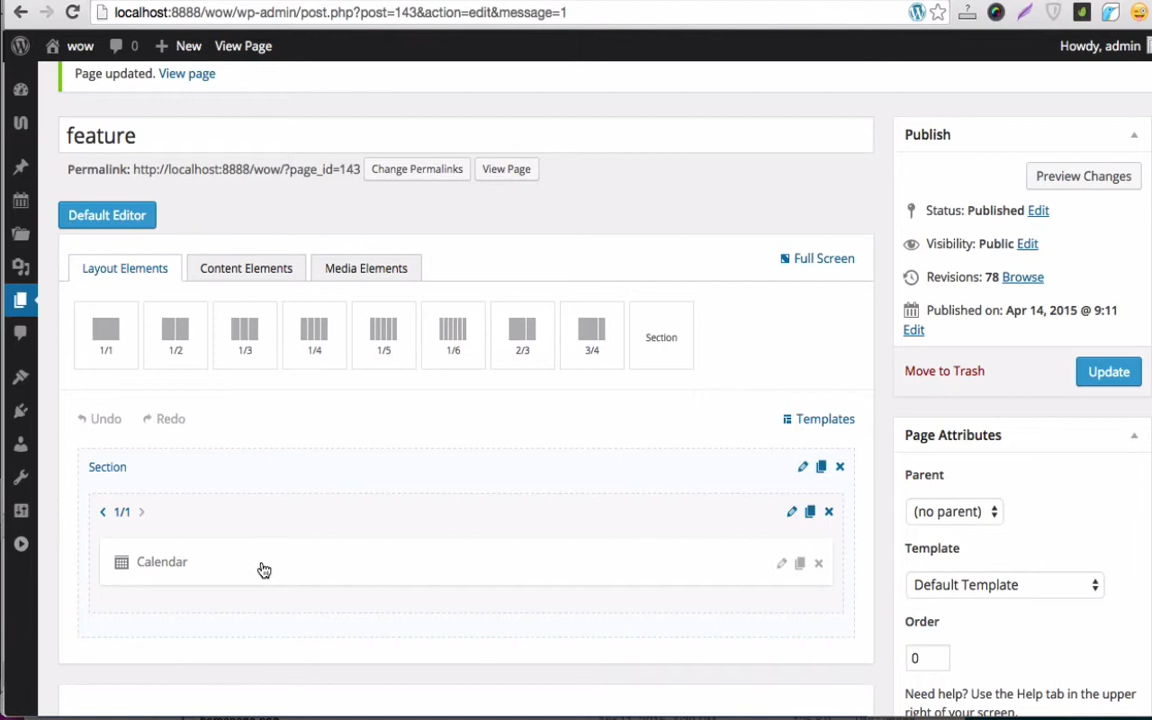 localhost:8888/wow/wp-admin/post.php?post=143&action=edit&message=1
wow 0 New View Page Howdy, admin
Page updated. View page
feature
Permalink: http://localhost:8888/wow/?page_id=143 Change Permalinks View Page
Default Editor
Layout Elements Content Elements Media Elements Full Screen
1/1 1/2 1/3 1/4 1/5 1/6 2/3 3/4 Section
Undo Redo Templates
Section
1/1
Calendar
Publish
Preview Changes
Status: Published Edit
Visibility: Public Edit
Revisions: 78 Browse
Published on: Apr 14, 2015 @ 9:11
Edit
Move to Trash Update
Page Attributes
Parent
(no parent)
Template
Default Template
Order
0
Need help? Use the Help tab in the upper
right of your screen.